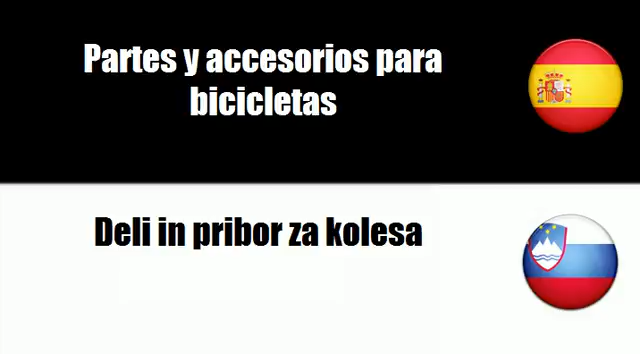 Partes y accesorios para
bicicletas
Deli in pribor za kolesa